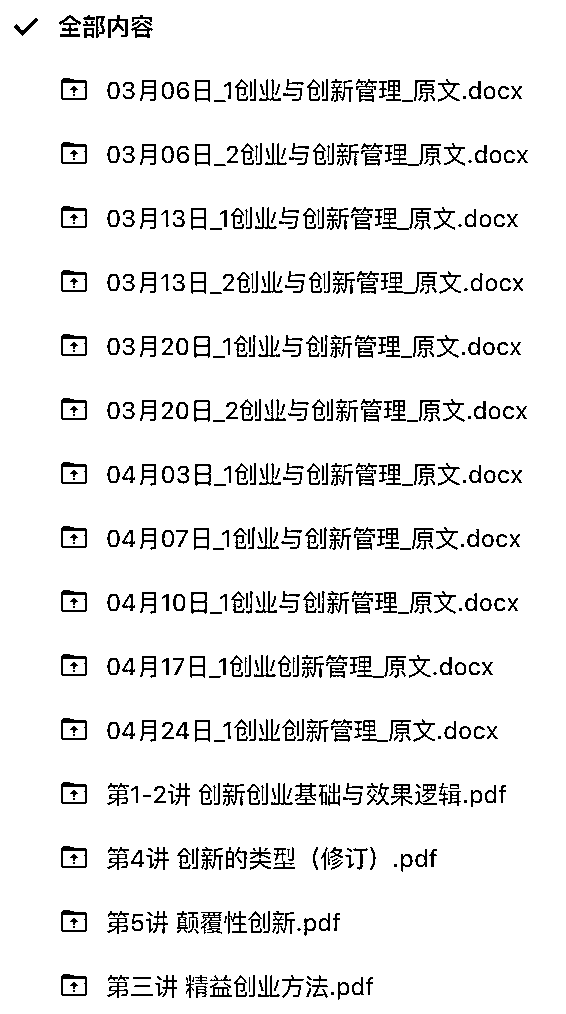 全部内容
03月06日_1创业与创新管理_原文.docx
03月06日_2创业与创新管理_原文.docx
03月13日_1创业与创新管理_原文.docx
03月13日_2创业与创新管理_原文.docx
03月20日_1创业与创新管理_原文.docx
03月20日_2创业与创新管理_原文.docx
04月03日_1创业与创新管理_原文.docx
04月07日_1创业与创新管理_原文.docx
04月10日_1创业与创新管理_原文.docx
04月17日_1创业创新管理_原文.docx
04月24日_1创业创新管理_原文.docx
第1-2讲 创新创业基础与效果逻辑.pdf
第4讲 创新的类型（修订）.pdf
第5讲 颠覆性创新.pdf
第三讲 精益创业方法.pdf